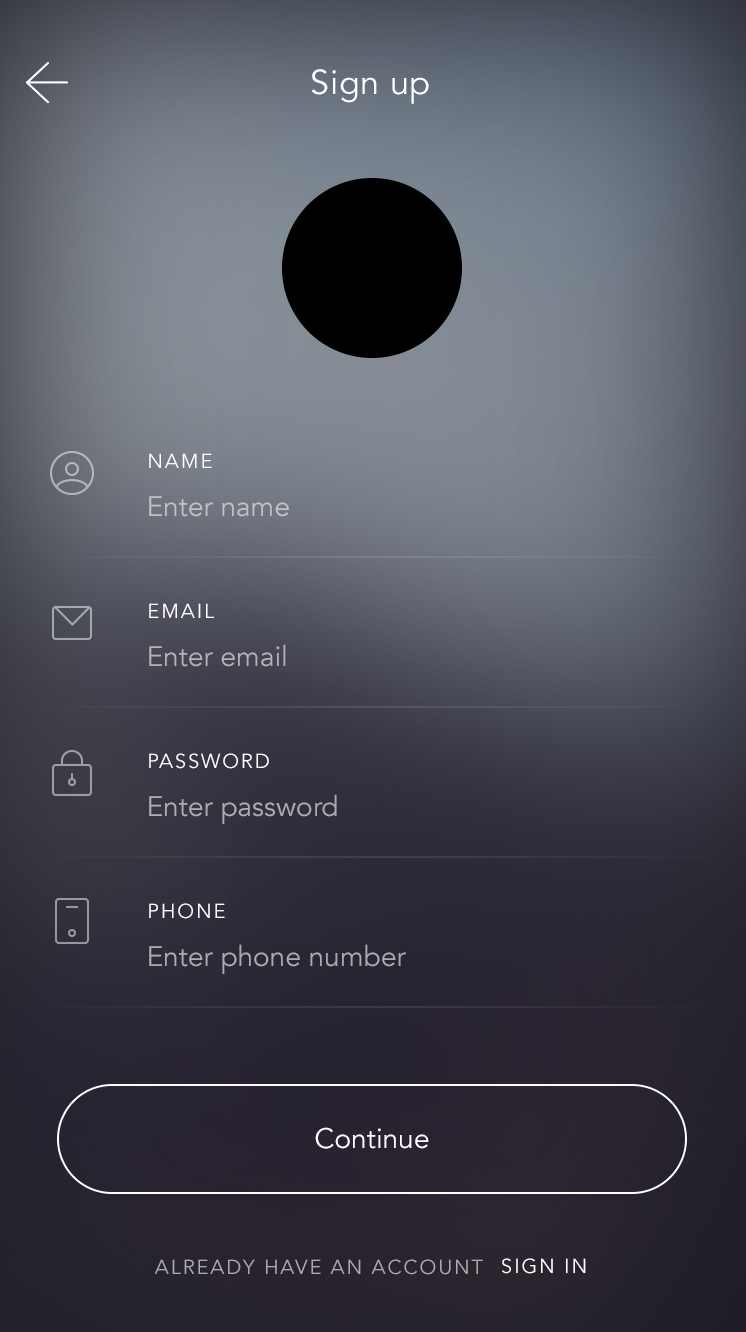 Sign up
NAME
Enter name
EMAIL
Enter email
PASSWORD
Enter password
PHONE
Enter phone number
Continue
ALREADY HAVE AN ACCOUNT SIGN IN